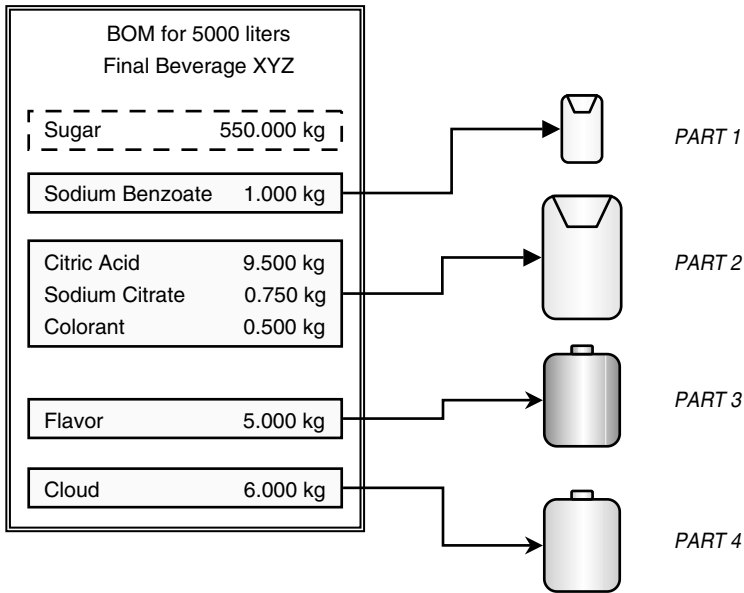 BOM for 5000 liters
Final Beverage XYZ
Sugar 550.000 kg
Sodium Benzoate 1.000 kg
PART 1
Citric Acid 9.500 kg
Sodium Citrate 0.750 kg
Colorant 0.500 kg
PART 2
Flavor 5.000 kg
PART 3
Cloud 6.000 kg
PART 4